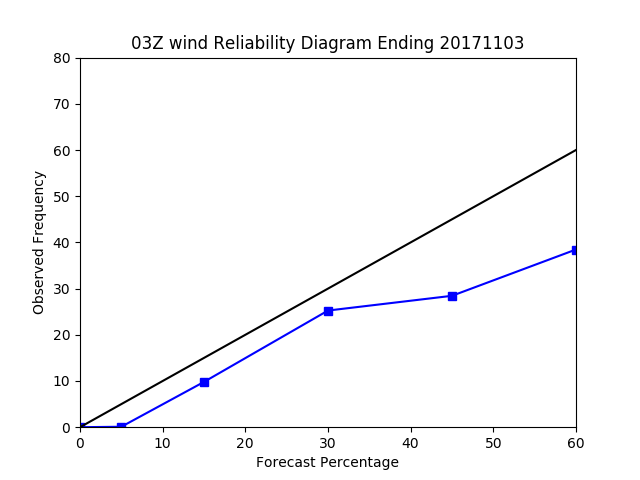 03Z wind Reliability Diagram Ending 20171103
80
70
60
50
40
30
20
10
0
Observed Frequency
0 10 20 30 40 50 60
Forecast Percentage